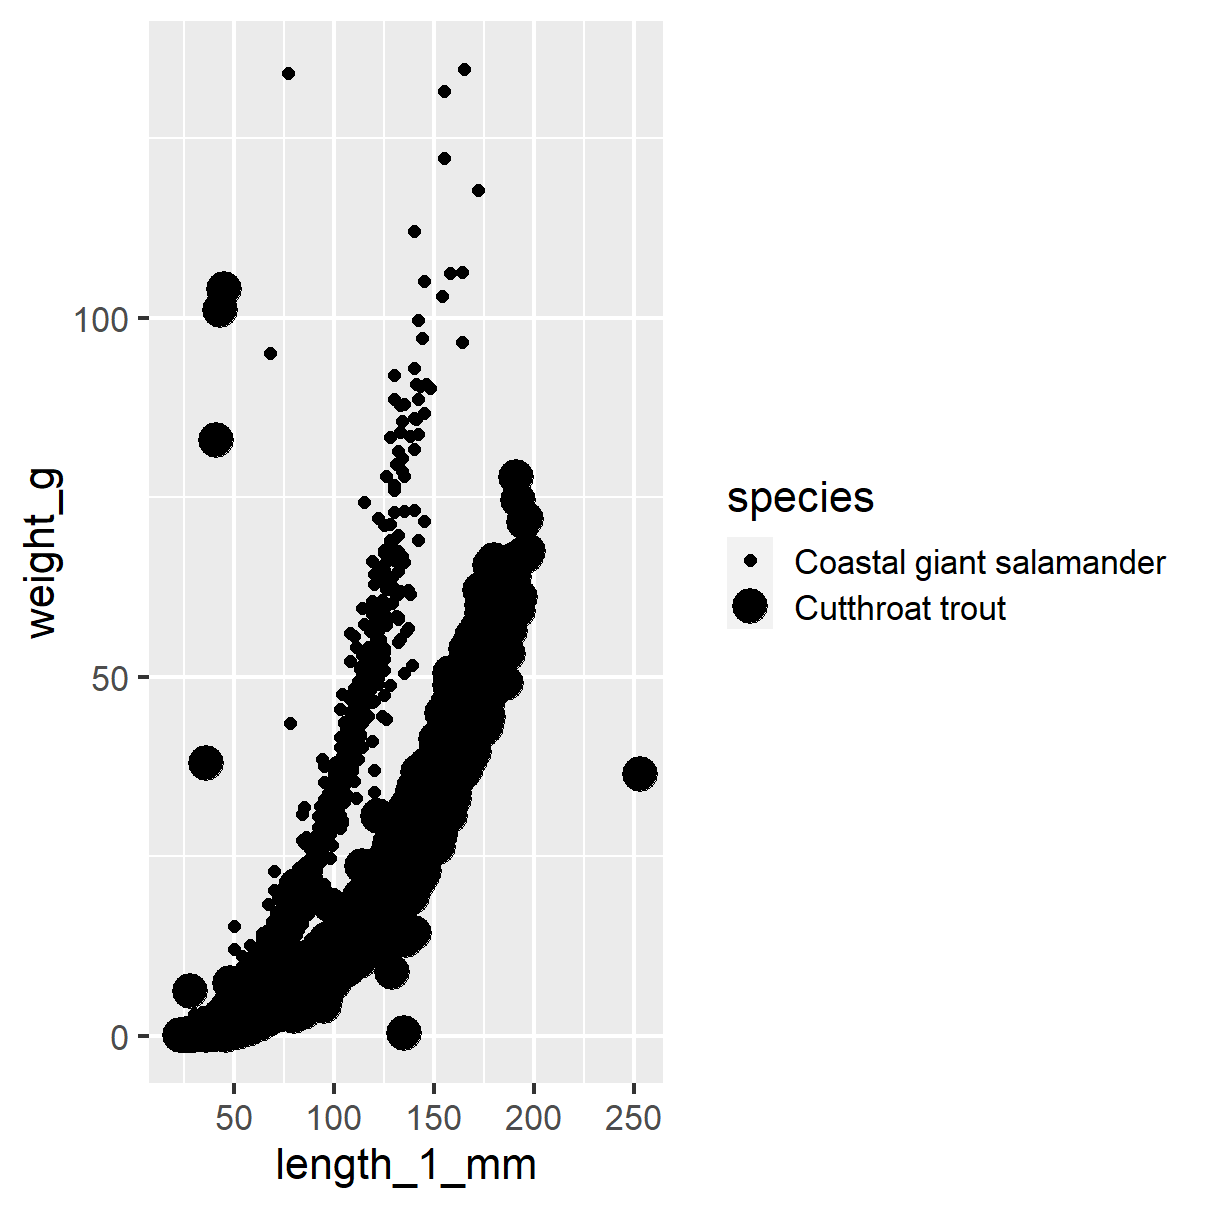 100
50
0
weight_g
50 100 150 200 250
length_1_mm
species
Coastal giant salamander
Cutthroat trout